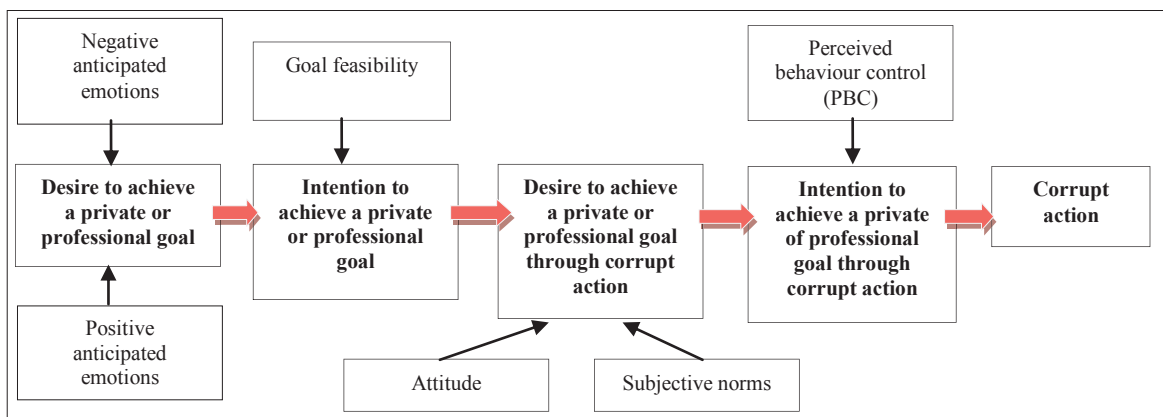 Negative
anticipated
emotions
Goal feasibility
Perceived
behaviour control
(PBC)
Desire to achieve
a private or
professional goal
Intention to
achieve a private
or professional
goal
Desire to achieve
a private or
professional goal
through corrupt
action
Intention to
achieve a private
of professional
goal through
corrupt action
Corrupt
action
Positive
anticipated
emotions
Attitude
Subjective norms